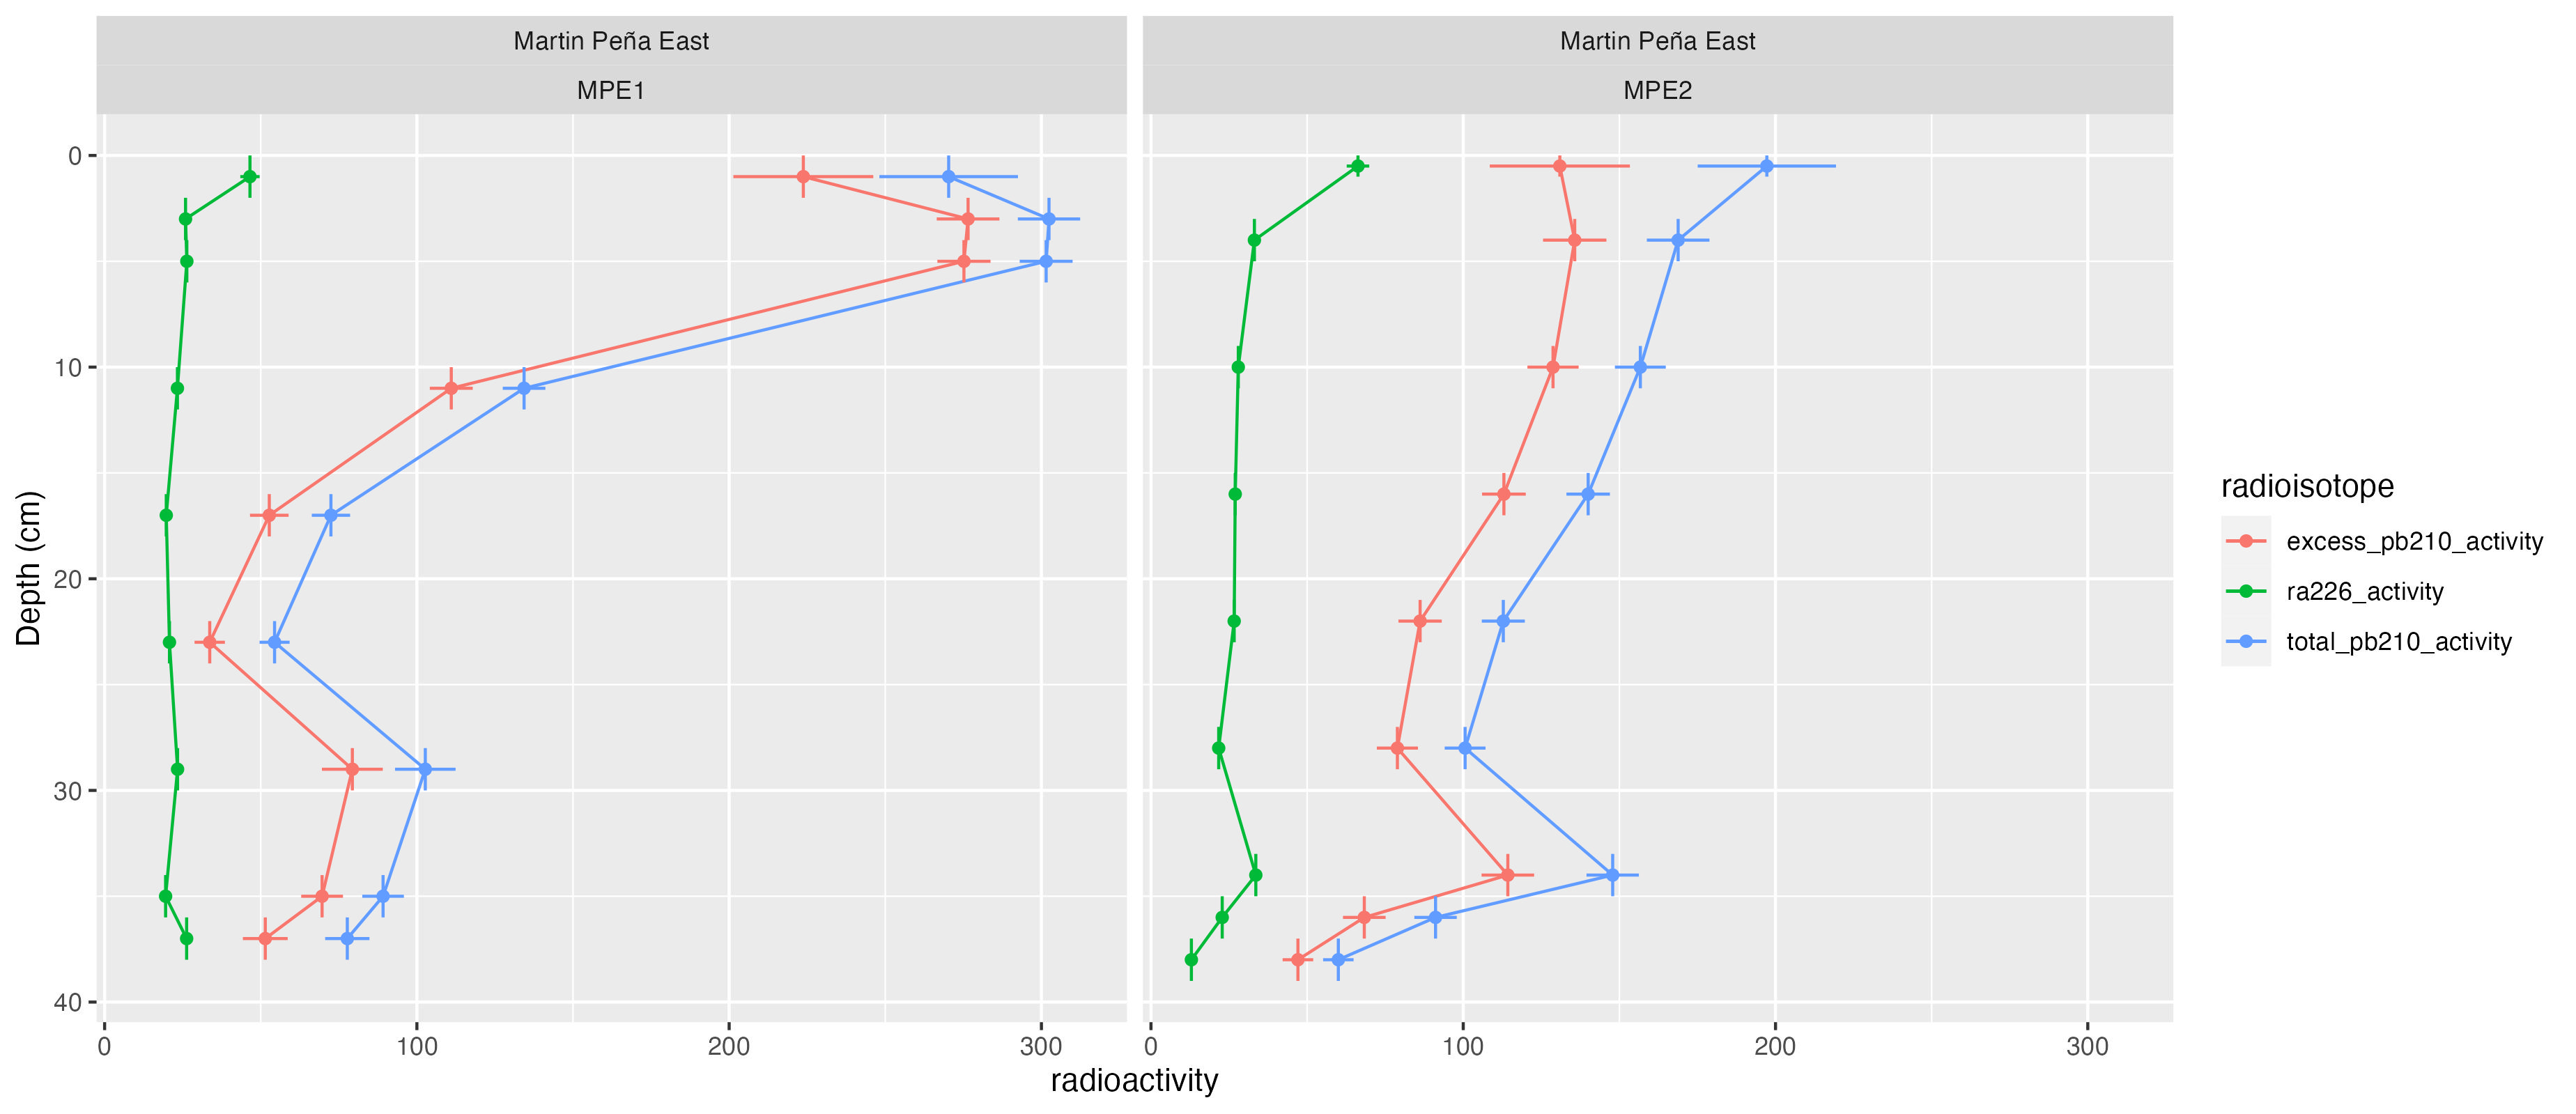 Martin Peña East
Martin Peña East
MPE1
MPE2
0
10
20
30
40
Depth (cm)
0
100
200
300
0
100
200
300
radioactivity
radioisotope
excess_pb210_activity
ra226_activity
total_pb210_activity